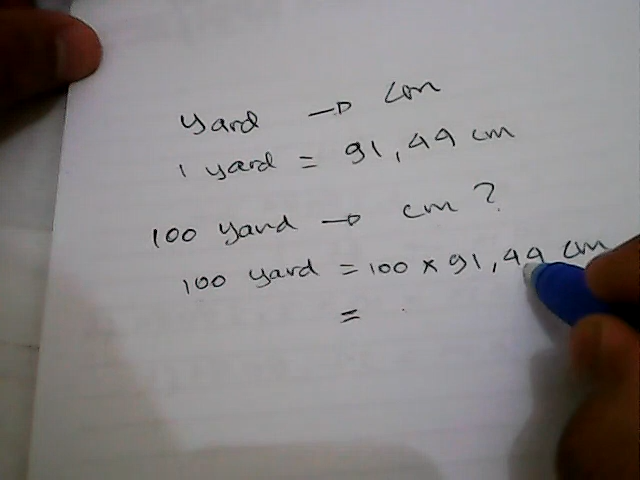 yard → cm
1 yard = 91,44 cm
100 yard → cm?
100 yard = 100 x 91,44 cm
=